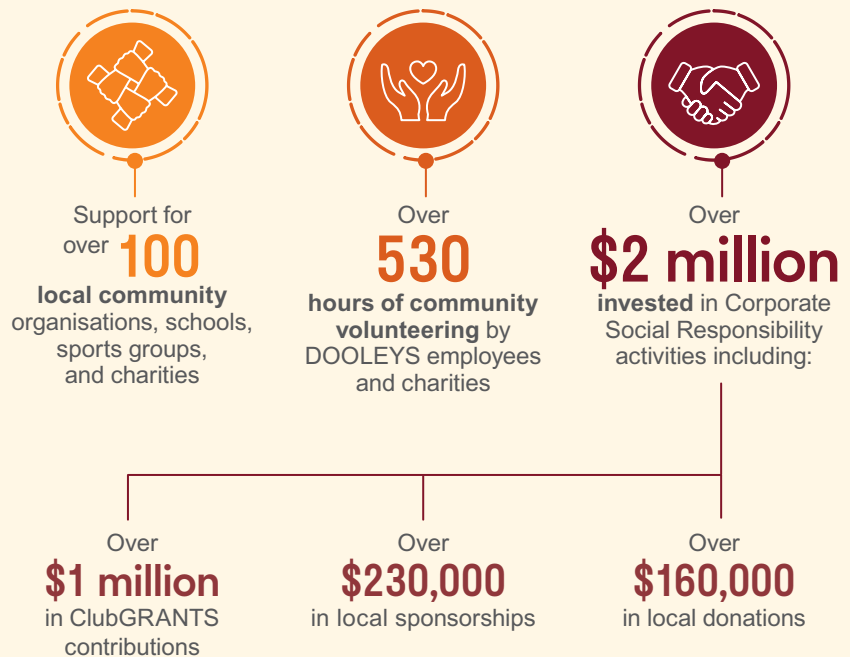 Support for
over 100
local community
organisations, schools,
sports groups,
and charities
Over
530
hours of community
volunteering by
DOOLEYS employees
and charities
Over
$2 million
invested in Corporate
Social Responsibility
activities including:
Over
$1 million
in ClubGRANTS
contributions
Over
$230,000
in local sponsorships
Over
$160,000
in local donations